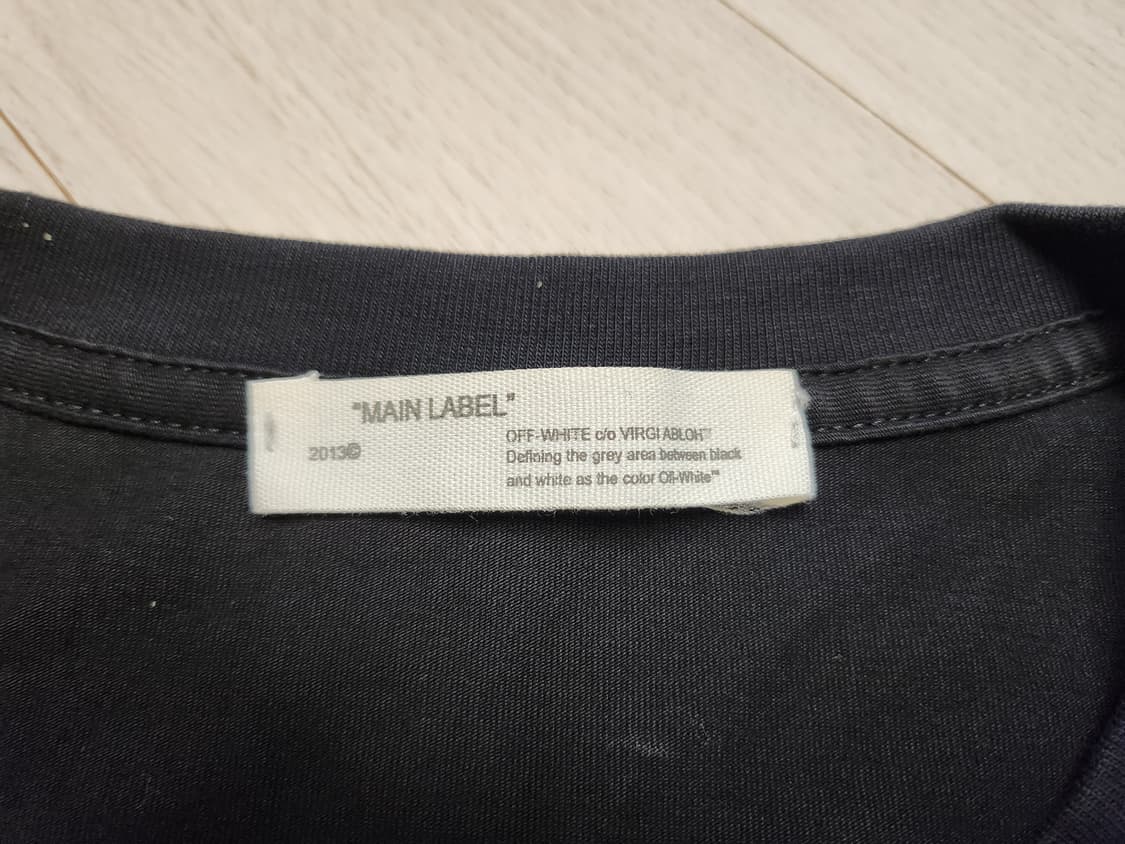 "MAIN LABEL"
2013©
OFF-WHITE c/o VIRGI ABLOH™
Defining the grey area between black
and white as the color Off-White™